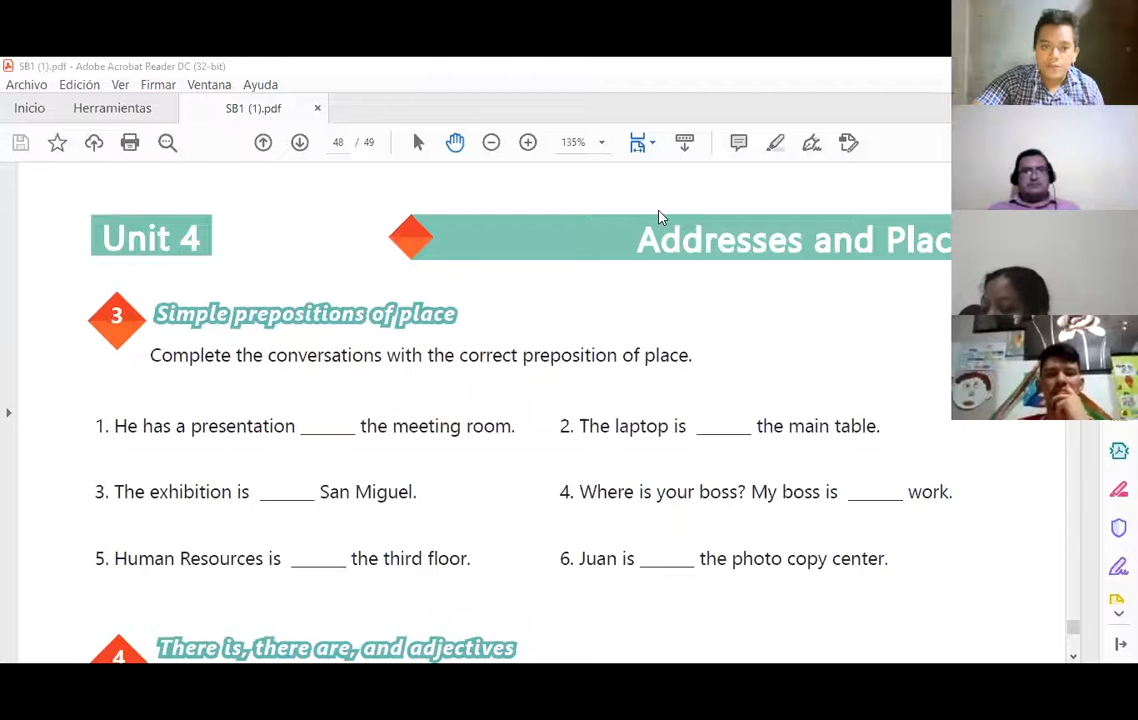 SB1 (1).pdf - Adobe Acrobat Reader DC (32-bit)
Archivo Edición Ver Firmar Ventana Ayuda
Inicio Herramientas SB1 (1).pdf ×
48 / 49 135%
Unit 4 Addresses and Plac
3 Simple prepositions of place
Complete the conversations with the correct preposition of place.
1. He has a presentation ______ the meeting room. 2. The laptop is ______ the main table.
3. The exhibition is ______ San Miguel. 4. Where is your boss? My boss is ______ work.
5. Human Resources is ______ the third floor. 6. Juan is ______ the photo copy center.
4 There is, there are, and adjectives